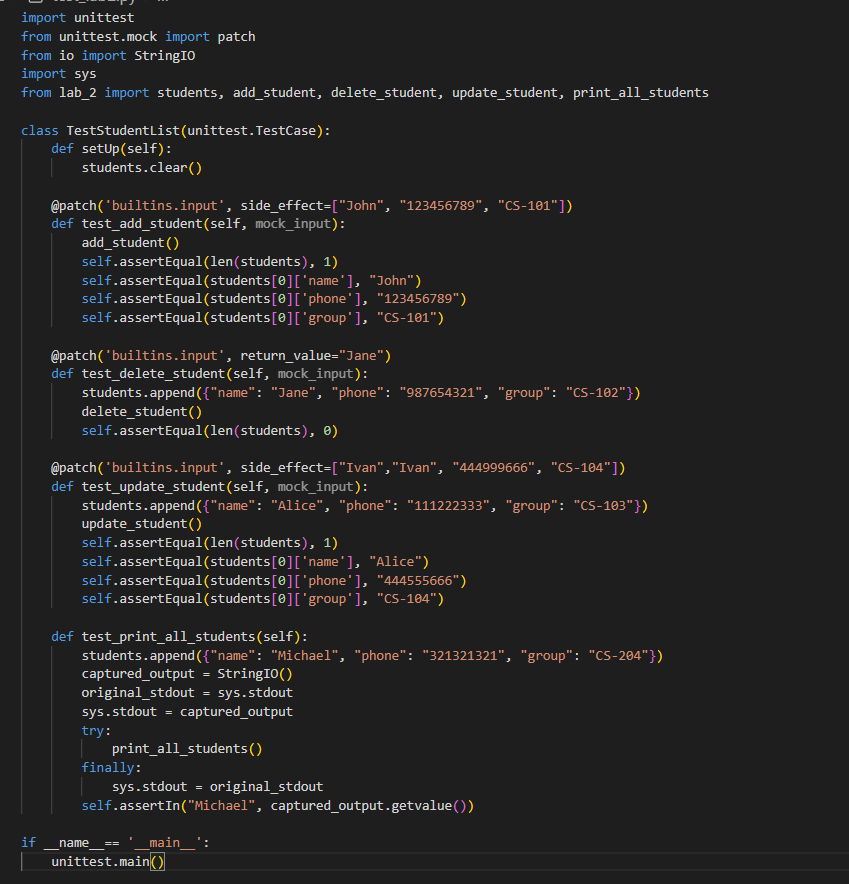 import unittest
from unittest.mock import patch
from io import StringIO
import sys
from lab_2 import students, add_student, delete_student, update_student, print_all_students

class TestStudentList(unittest.TestCase):
    def setUp(self):
        students.clear()

    @patch('builtins.input', side_effect=["John", "123456789", "CS-101"])
    def test_add_student(self, mock_input):
        add_student()
        self.assertEqual(len(students), 1)
        self.assertEqual(students[0]['name'], "John")
        self.assertEqual(students[0]['phone'], "123456789")
        self.assertEqual(students[0]['group'], "CS-101")

    @patch('builtins.input', return_value="Jane")
    def test_delete_student(self, mock_input):
        students.append({"name": "Jane", "phone": "987654321", "group": "CS-102"})
        delete_student()
        self.assertEqual(len(students), 0)

    @patch('builtins.input', side_effect=["Ivan","Ivan", "444999666", "CS-104"])
    def test_update_student(self, mock_input):
        students.append({"name": "Alice", "phone": "111222333", "group": "CS-103"})
        update_student()
        self.assertEqual(len(students), 1)
        self.assertEqual(students[0]['name'], "Alice")
        self.assertEqual(students[0]['phone'], "444555666")
        self.assertEqual(students[0]['group'], "CS-104")

    def test_print_all_students(self):
        students.append({"name": "Michael", "phone": "321321321", "group": "CS-204"})
        captured_output = StringIO()
        original_stdout = sys.stdout
        sys.stdout = captured_output
        try:
            print_all_students()
        finally:
            sys.stdout = original_stdout
        self.assertIn("Michael", captured_output.getvalue())

if __name__== '__main__':
    unittest.main()